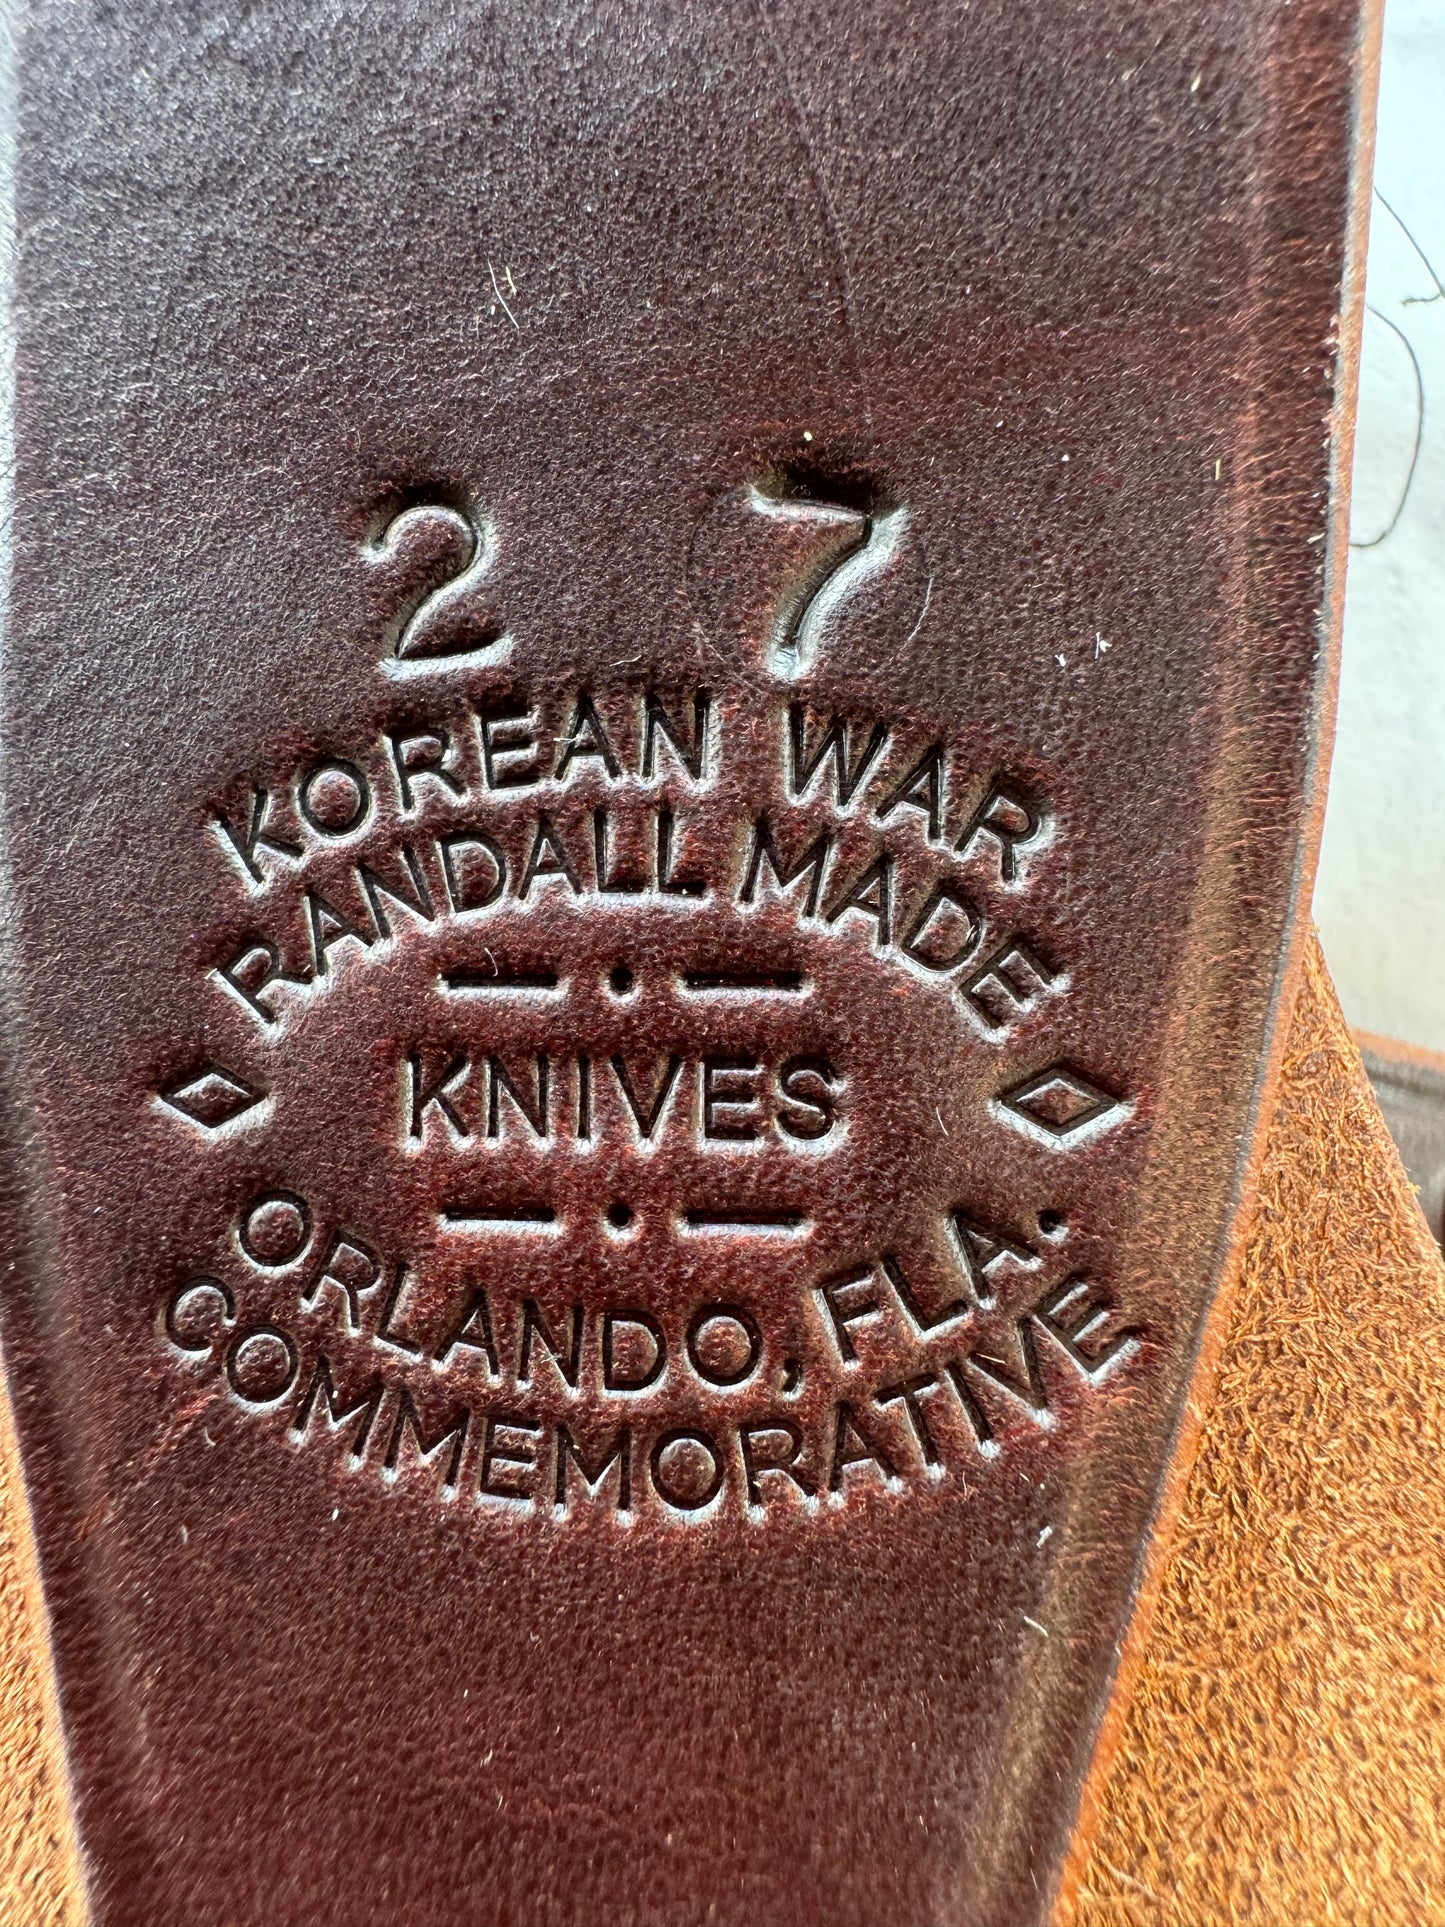 2 7
KOREAN WAR
RANDALL MADE
KNIVES
ORLANDO, FLA.
COMMEMORATIVE